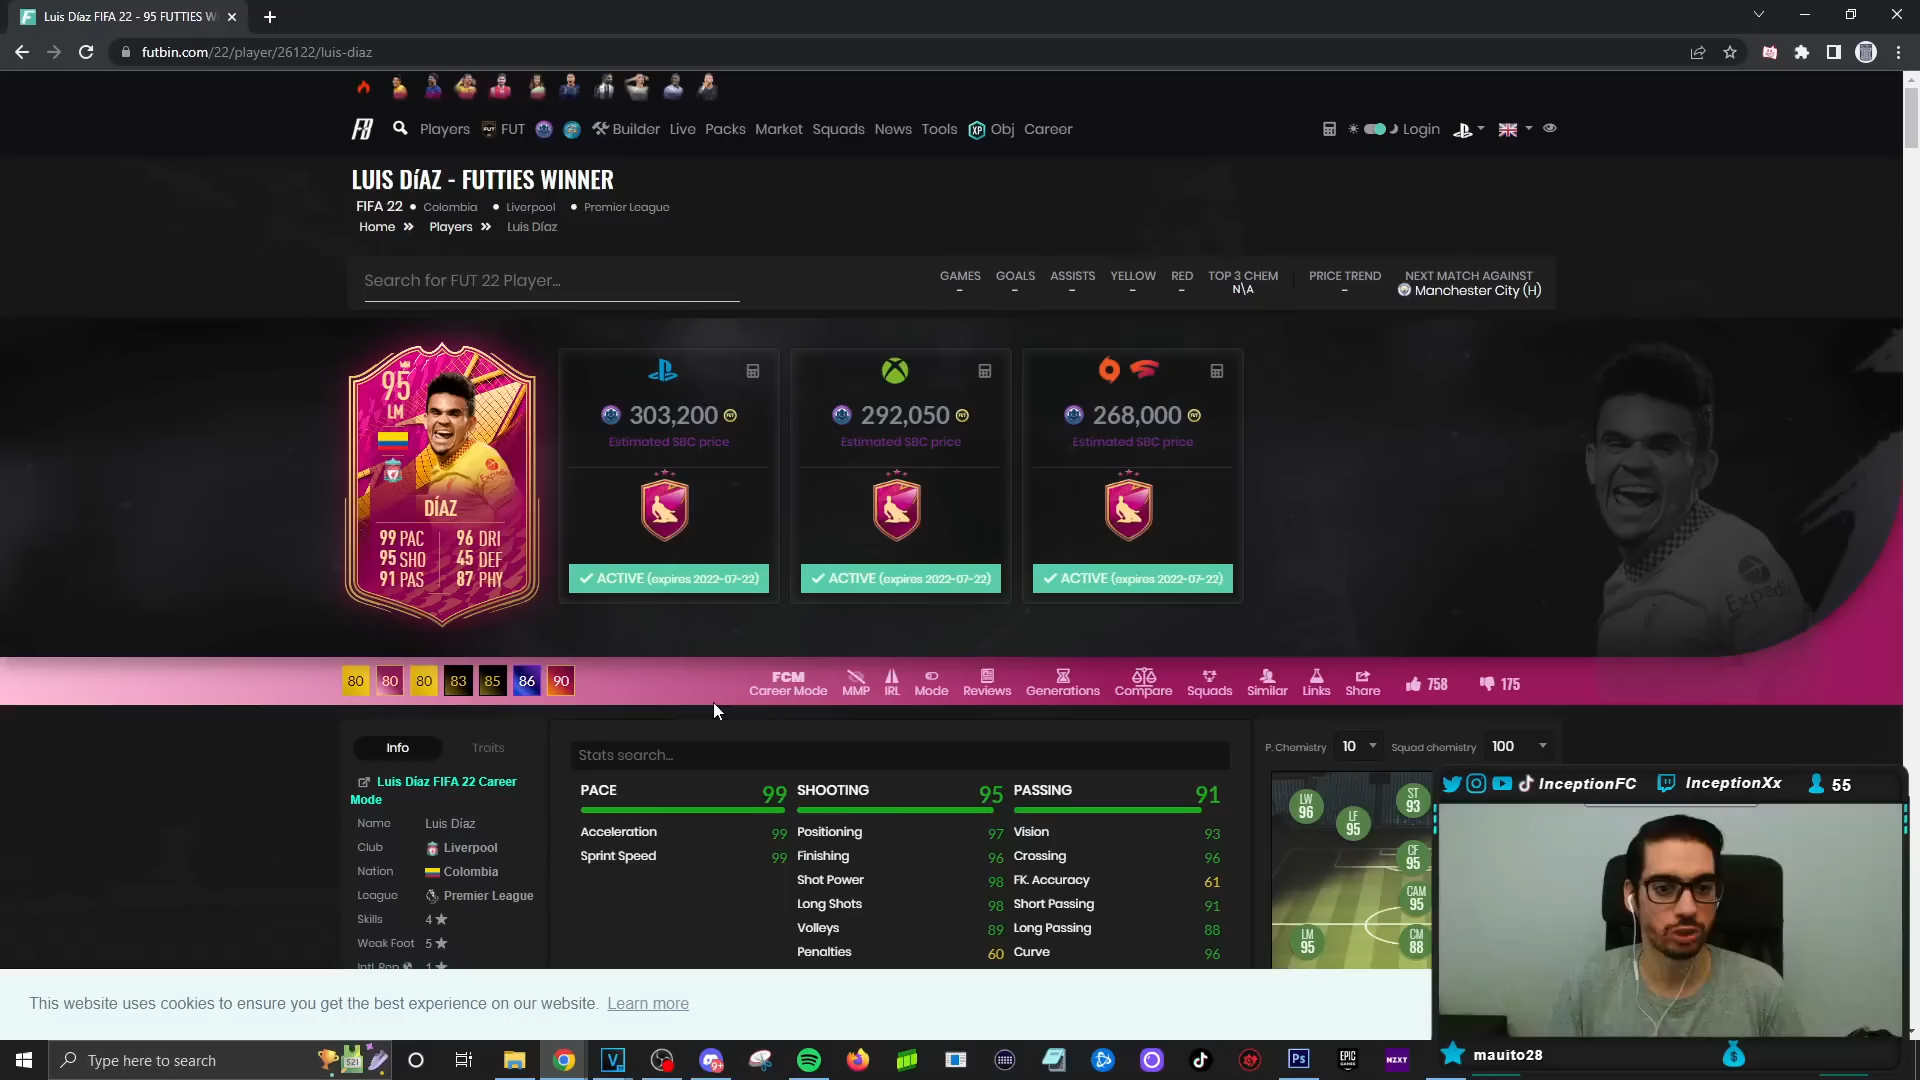 Luis Díaz FIFA 22 - 95 FUTTIES W
futbin.com/22/player/26122/luis-diaz
Players FUT Builder Live Packs Market Squads News Tools XP Obj Career Login
LUIS DíAZ - FUTTIES WINNER
FIFA 22 • Colombia • Liverpool • Premier League
Home » Players » Luis Díaz
Search for FUT 22 Player...
GAMES GOALS ASSISTS YELLOW RED TOP 3 CHEM PRICE TREND NEXT MATCH AGAINST
- - - - - N\A - Manchester City (H)
95
LM
DÍAZ
99 PAC 96 DRI
95 SHO 45 DEF
91 PAS 87 PHY
303,200
Estimated SBC price
ACTIVE (expires 2022-07-22)
292,050
Estimated SBC price
ACTIVE (expires 2022-07-22)
268,000
Estimated SBC price
ACTIVE (expires 2022-07-22)
80 80 80 83 85 86 90
FCM
Career Mode MMP IRL Mode Reviews Generations Compare Squads Similar Links Share 758 175
Info Traits
Luis Díaz FIFA 22 Career
Mode
Name Luis Díaz
Club Liverpool
Nation Colombia
League Premier League
Skills 4★
Weak Foot 5★
Intl. Rep 1★
Stats search...
PACE 99
Acceleration 99
Sprint Speed 99
SHOOTING 95
Positioning 97
Finishing 96
Shot Power 98
Long Shots 98
Volleys 89
Penalties 60
PASSING 91
Vision 93
Crossing 96
FK. Accuracy 61
Short Passing 91
Long Passing 88
Curve 96
P. Chemistry 10 Squad chemistry 100
LW
96
LF
95
ST
93
CF
95
CAM
95
LM
95
CM
88
InceptionFC InceptionXx 55
This website uses cookies to ensure you get the best experience on our website. Learn more
mauito28
Type here to search
9+
Ps
EPIC
GAMES
NZXT